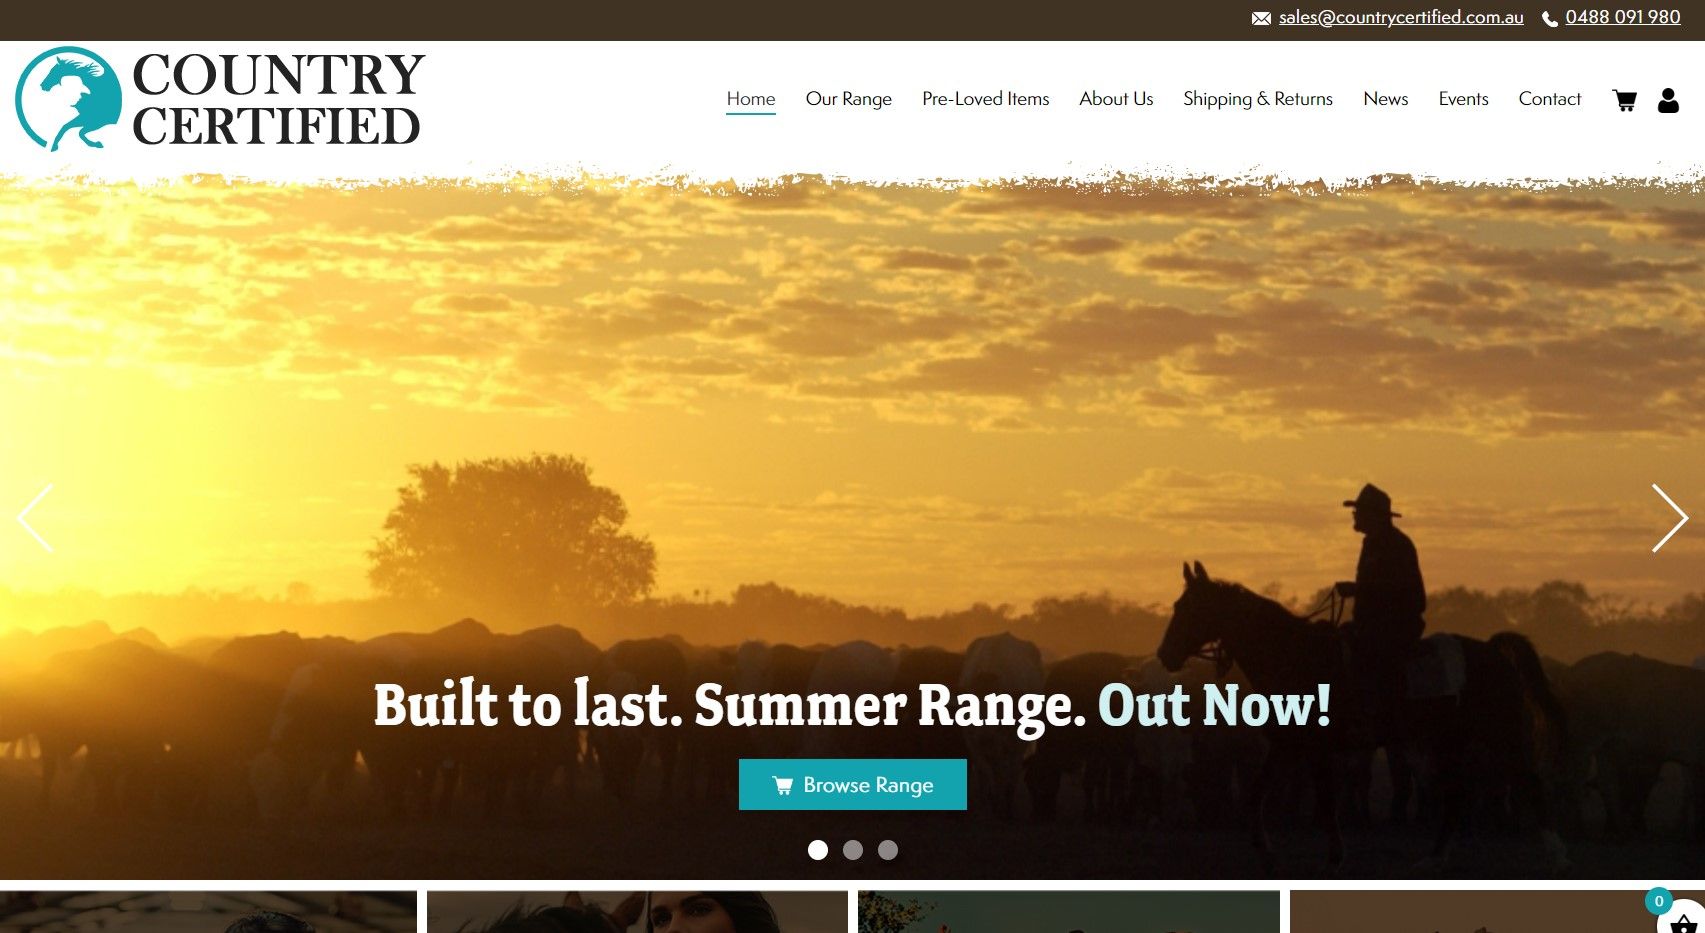 sales@countrycertified.com.au 0488 091 980
COUNTRY
CERTIFIED
Home Our Range Pre-Loved Items About Us Shipping & Returns News Events Contact
Built to last. Summer Range. Out Now!
Browse Range
0